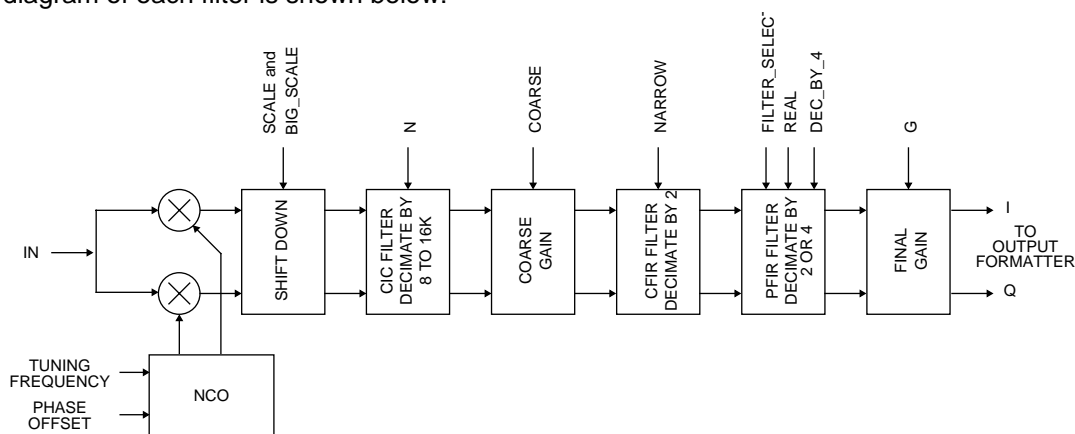 diagram of each filter is shown below:
SCALE and
BIG_SCALE
N
COARSE
NARROW
FILTER_SELECT
REAL
DEC_BY_4
G
IN
SHIFT DOWN
CIC FILTER
DECIMATE BY
8 TO 16K
COARSE
GAIN
CFIR FILTER
DECIMATE BY 2
PFIR FILTER
DECIMATE BY
2 OR 4
FINAL
GAIN
I
TO
OUTPUT
FORMATTER
Q
TUNING
FREQUENCY
PHASE
OFFSET
NCO